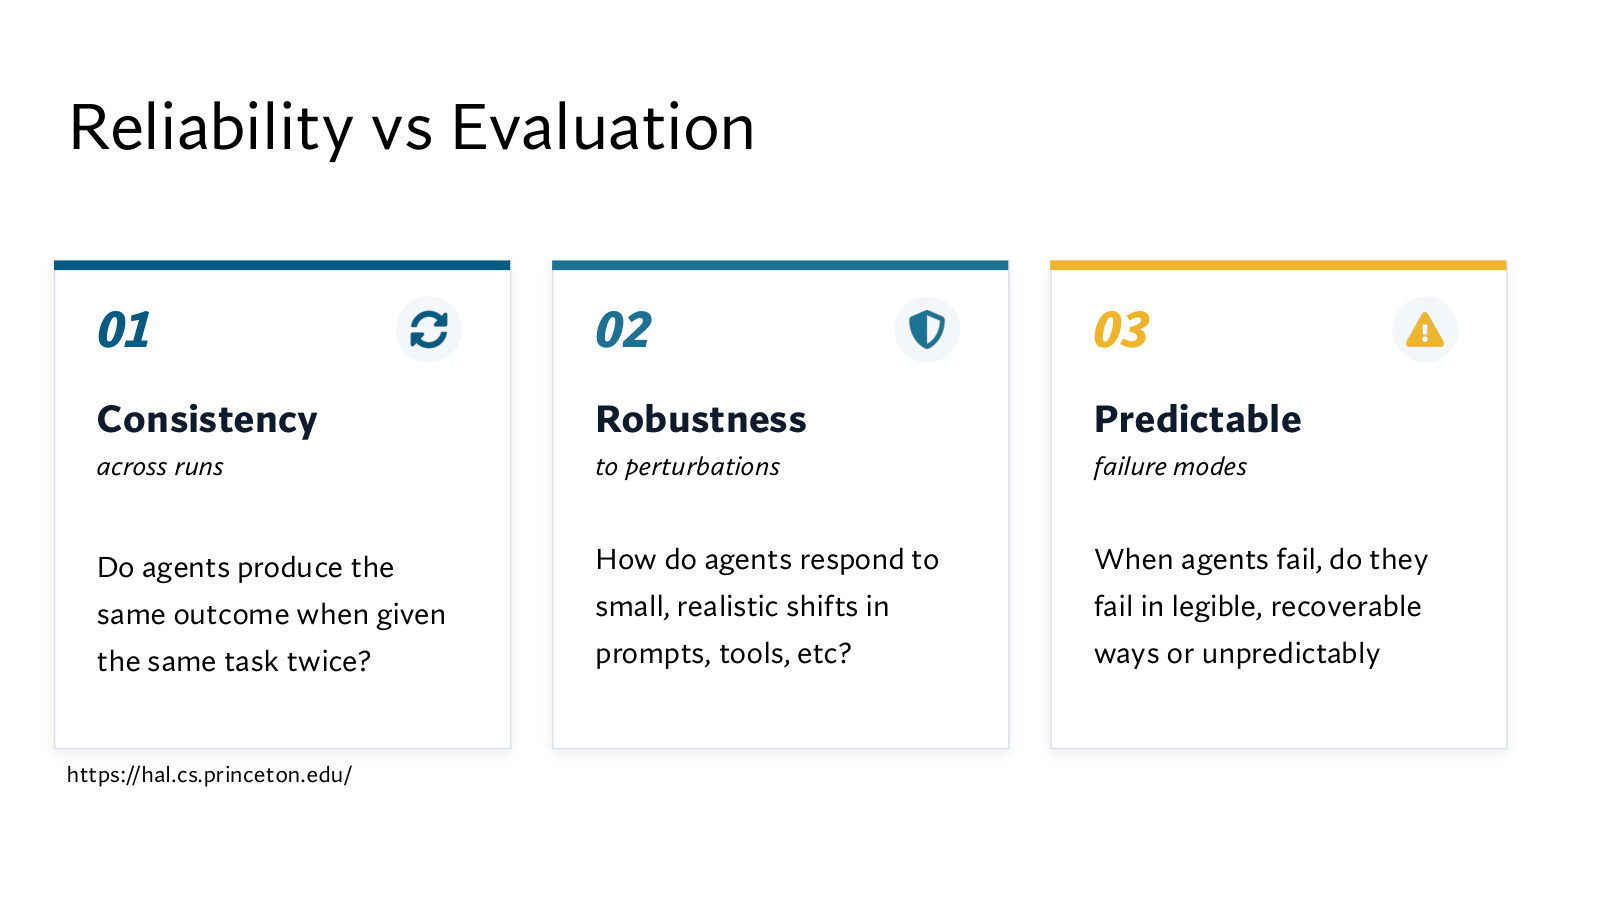 Reliability vs Evaluation
01
Consistency
across runs
Do agents produce the
same outcome when given
the same task twice?
02
Robustness
to perturbations
How do agents respond to
small, realistic shifts in
prompts, tools, etc?
03
Predictable
failure modes
When agents fail, do they
fail in legible, recoverable
ways or unpredictably
https://hal.cs.princeton.edu/